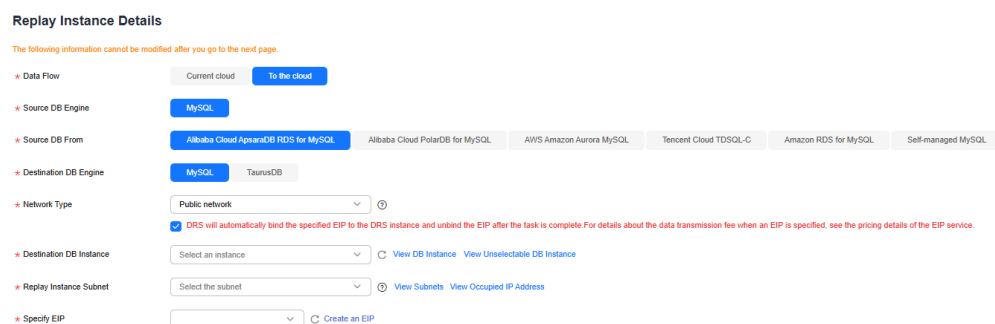 Replay Instance Details
The following information cannot be modified after you go to the next page.
* Data Flow Current cloud To the cloud
* Source DB Engine MySQL
* Source DB From Alibaba Cloud ApsaraDB RDS for MySQL Alibaba Cloud PolarDB for MySQL AWS Amazon Aurora MySQL Tencent Cloud TDSQL-C Amazon RDS for MySQL Self-managed MySQL
* Destination DB Engine MySQL TaurusDB
* Network Type Public network
DRS will automatically bind the specified EIP to the DRS instance and unbind the EIP after the task is complete.For details about the data transmission fee when an EIP is specified, see the pricing details of the EIP service.
* Destination DB Instance Select an instance View DB Instance View Unselectable DB Instance
* Replay Instance Subnet Select the subnet View Subnets View Occupied IP Address
* Specify EIP Create an EIP